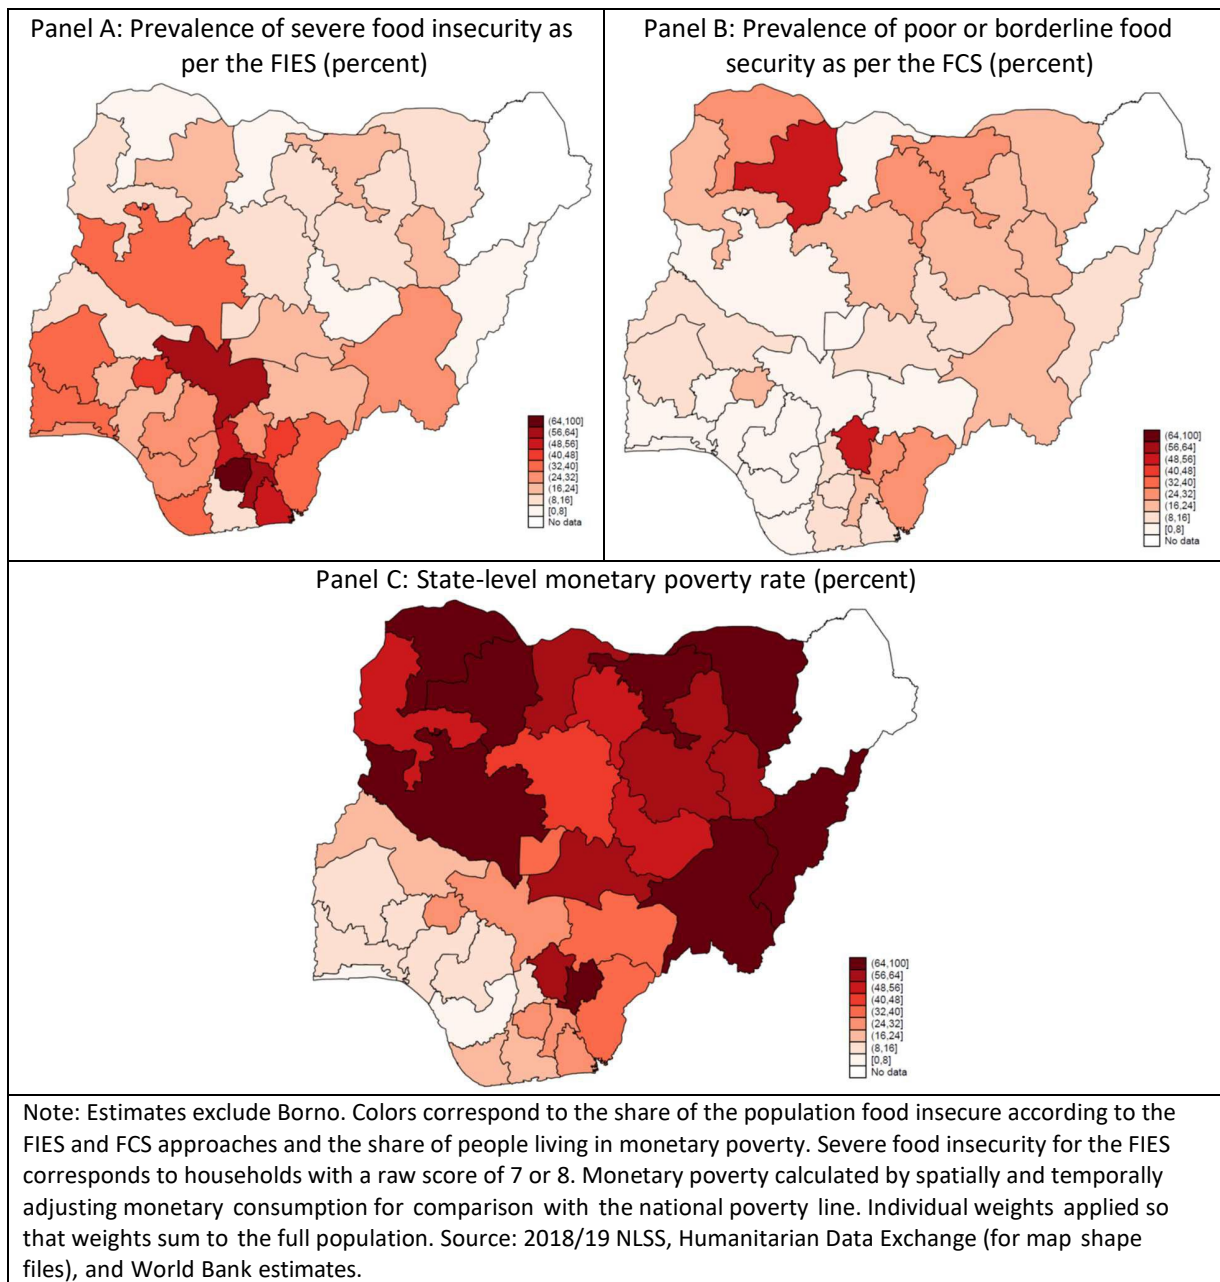 Panel A: Prevalence of severe food insecurity as
per the FIES (percent)
(64,100]
(56,64]
(48,56]
(40,48]
(32,40]
(24,32]
(16,24]
(8,16]
[0,8]
No data
Panel B: Prevalence of poor or borderline food
security as per the FCS (percent)
(64,100]
(56,64]
(48,56]
(40,48]
(32,40]
(24,32]
(16,24]
(8,16]
[0,8]
No data
Panel C: State-level monetary poverty rate (percent)
(64,100]
(56,64]
(48,56]
(40,48]
(32,40]
(24,32]
(16,24]
(8,16]
[0,8]
No data
Note: Estimates exclude Borno. Colors correspond to the share of the population food insecure according to the
FIES and FCS approaches and the share of people living in monetary poverty. Severe food insecurity for the FIES
corresponds to households with a raw score of 7 or 8. Monetary poverty calculated by spatially and temporally
adjusting monetary consumption for comparison with the national poverty line. Individual weights applied so
that weights sum to the full population. Source: 2018/19 NLSS, Humanitarian Data Exchange (for map shape
files), and World Bank estimates.